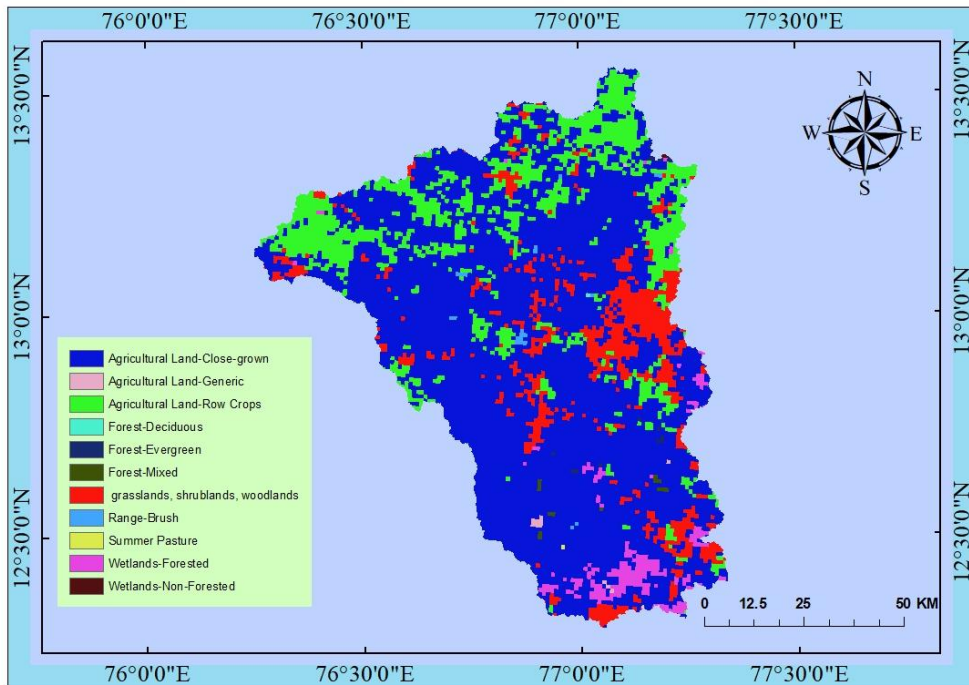 76°0'0"E 76°30'0"E 77°0'0"E 77°30'0"E
13°30'0"N
13°30'0"N
N
W E
S
13°0'0"N
13°0'0"N
Agricultural Land-Close-grown
Agricultural Land-Generic
Agricultural Land-Row Crops
Forest-Deciduous
Forest-Evergreen
Forest-Mixed
grasslands, shrublands, woodlands
Range-Brush
Summer Pasture
Wetlands-Forested
Wetlands-Non-Forested
12°30'0"N
12°30'0"N
0 12.5 25 50 KM
76°0'0"E 76°30'0"E 77°0'0"E 77°30'0"E